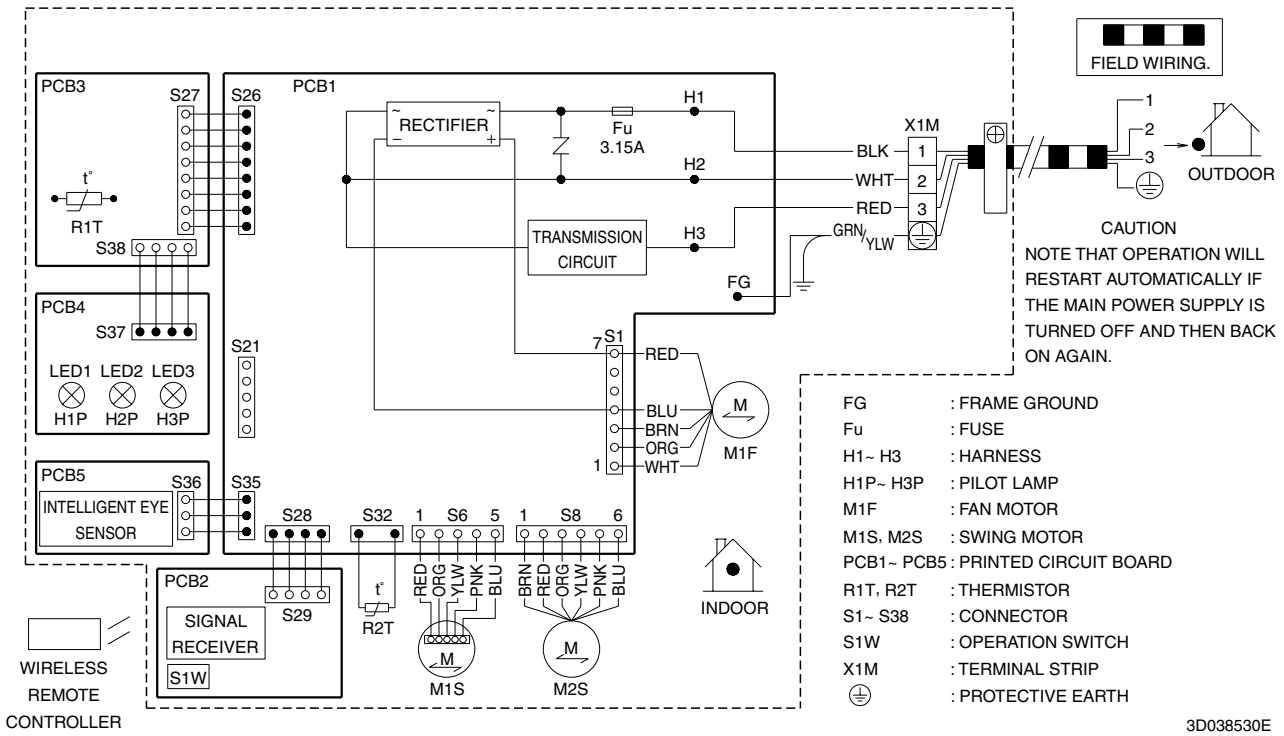 PCB3
S27
S26
PCB1
RECTIFIER
~
~
−
+
Fu
3.15A
H1
H2
H3
X1M
BLK
1
WHT
2
RED
3
GRN/YLW
TRANSMISSION
CIRCUIT
FG
FIELD WIRING.
1
2
3
OUTDOOR
CAUTION
NOTE THAT OPERATION WILL
RESTART AUTOMATICALLY IF
THE MAIN POWER SUPPLY IS
TURNED OFF AND THEN BACK
ON AGAIN.
t°
R1T
S38
PCB4
S37
LED1 LED2 LED3
H1P H2P H3P
S21
7 S1
RED
BLU
BRN
ORG
1 WHT
M
M1F
PCB5
S36
S35
INTELLIGENT EYE
SENSOR
S28
S32
1 S6 5
1 S8 6
RED
ORG
YLW
PNK
BLU
BRN
RED
ORG
YLW
PNK
BLU
PCB2
S29
SIGNAL
RECEIVER
S1W
t°
R2T
M
M1S
M
M2S
INDOOR
WIRELESS
REMOTE
CONTROLLER
FG : FRAME GROUND
Fu : FUSE
H1~ H3 : HARNESS
H1P~ H3P : PILOT LAMP
M1F : FAN MOTOR
M1S, M2S : SWING MOTOR
PCB1~ PCB5 : PRINTED CIRCUIT BOARD
R1T, R2T : THERMISTOR
S1~ S38 : CONNECTOR
S1W : OPERATION SWITCH
X1M : TERMINAL STRIP
: PROTECTIVE EARTH
3D038530E